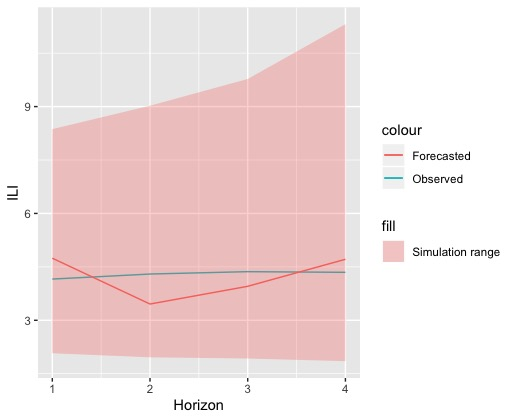 ILI
9
6
3
1 2 3 4
Horizon
colour
Forecasted
Observed
fill
Simulation range